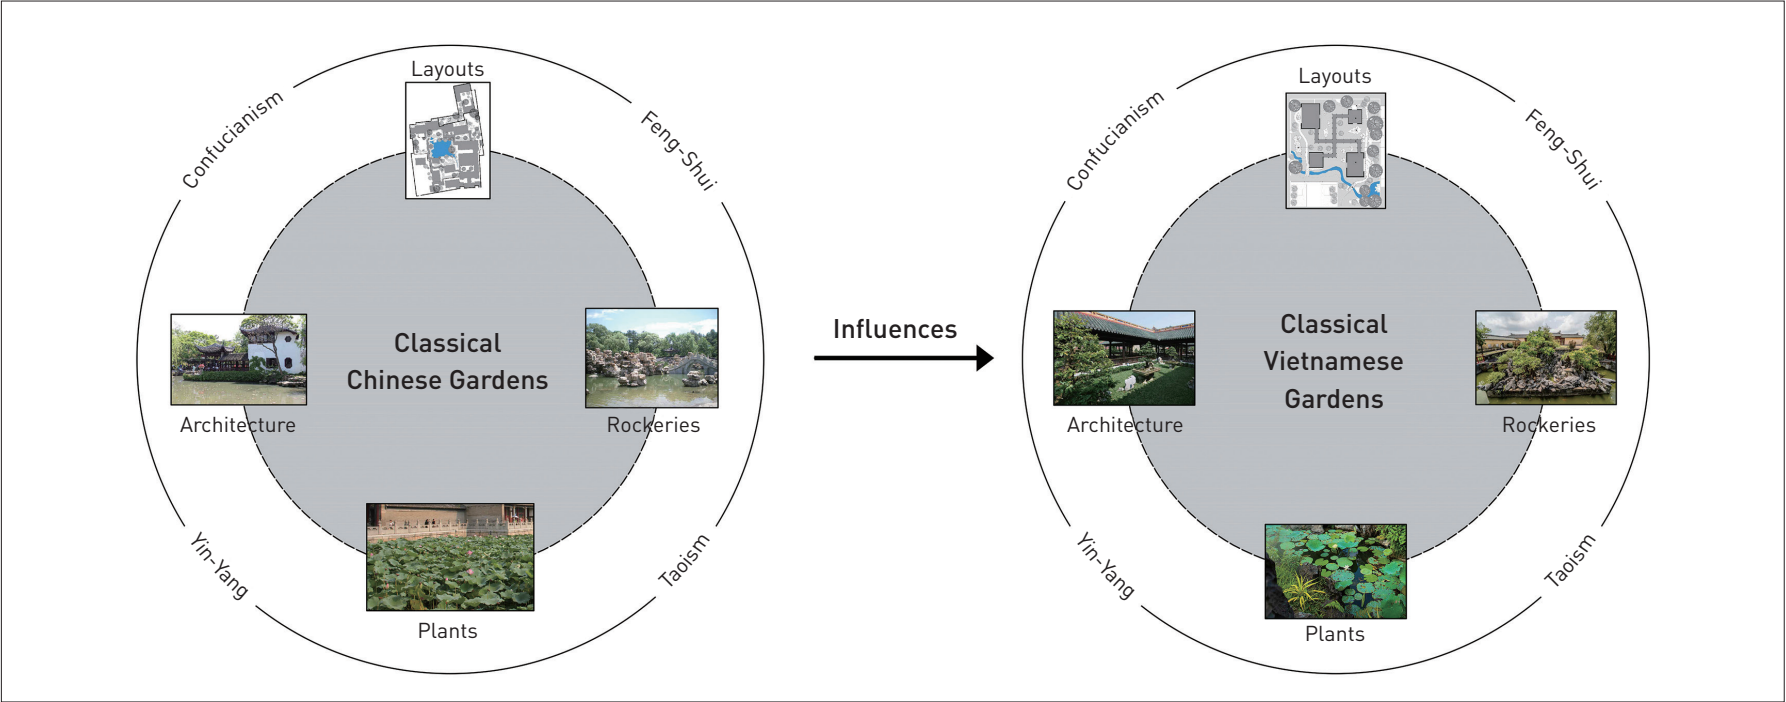 Layouts
Confucianism
Feng-Shui
Classical
Chinese Gardens
Architecture
Rockeries
Yin-Yang
Taoism
Plants
Influences
Layouts
Confucianism
Feng-Shui
Classical
Vietnamese
Gardens
Architecture
Rockeries
Yin-Yang
Taoism
Plants